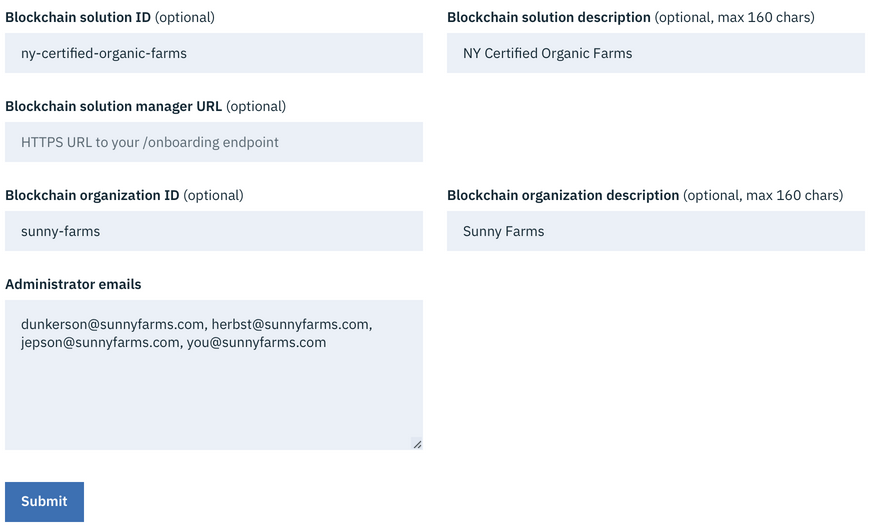 Blockchain solution ID (optional)
Blockchain solution description (optional, max 160 chars)
ny-certified-organic-farms
NY Certified Organic Farms
Blockchain solution manager URL (optional)
HTTPS URL to your /onboarding endpoint
Blockchain organization ID (optional)
Blockchain organization description (optional, max 160 chars)
sunny-farms
Sunny Farms
Administrator emails
dunkerson@sunnyfarms.com, herbst@sunnyfarms.com,
jepson@sunnyfarms.com, you@sunnyfarms.com
Submit